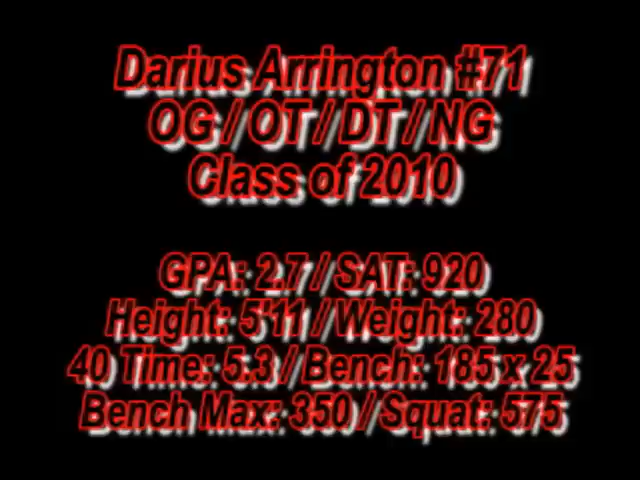 Darius Arrington #71
OG / OT / DT / NG
Class of 2010
GPA: 2.7 / SAT: 920
Height: 5'11 / Weight: 280
40 Time: 5.3 / Bench: 185 x 25
Bench Max: 350 / Squat: 575